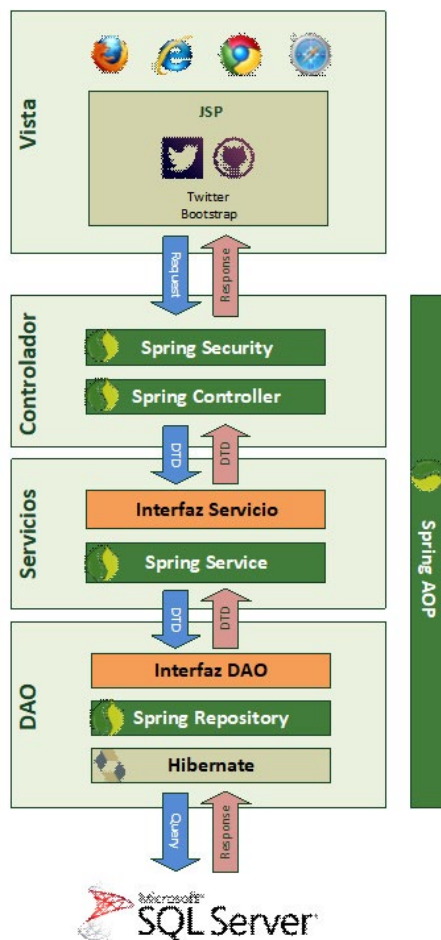 Vista
JSP
Twitter
Bootstrap
Request
Response
Controlador
Spring Security
Spring Controller
DTD
DTD
Servicios
Interfaz Servicio
Spring Service
DTD
DTD
DAO
Interfaz DAO
Spring Repository
Hibernate
Query
Response
Spring AOP
Microsoft
SQL Server